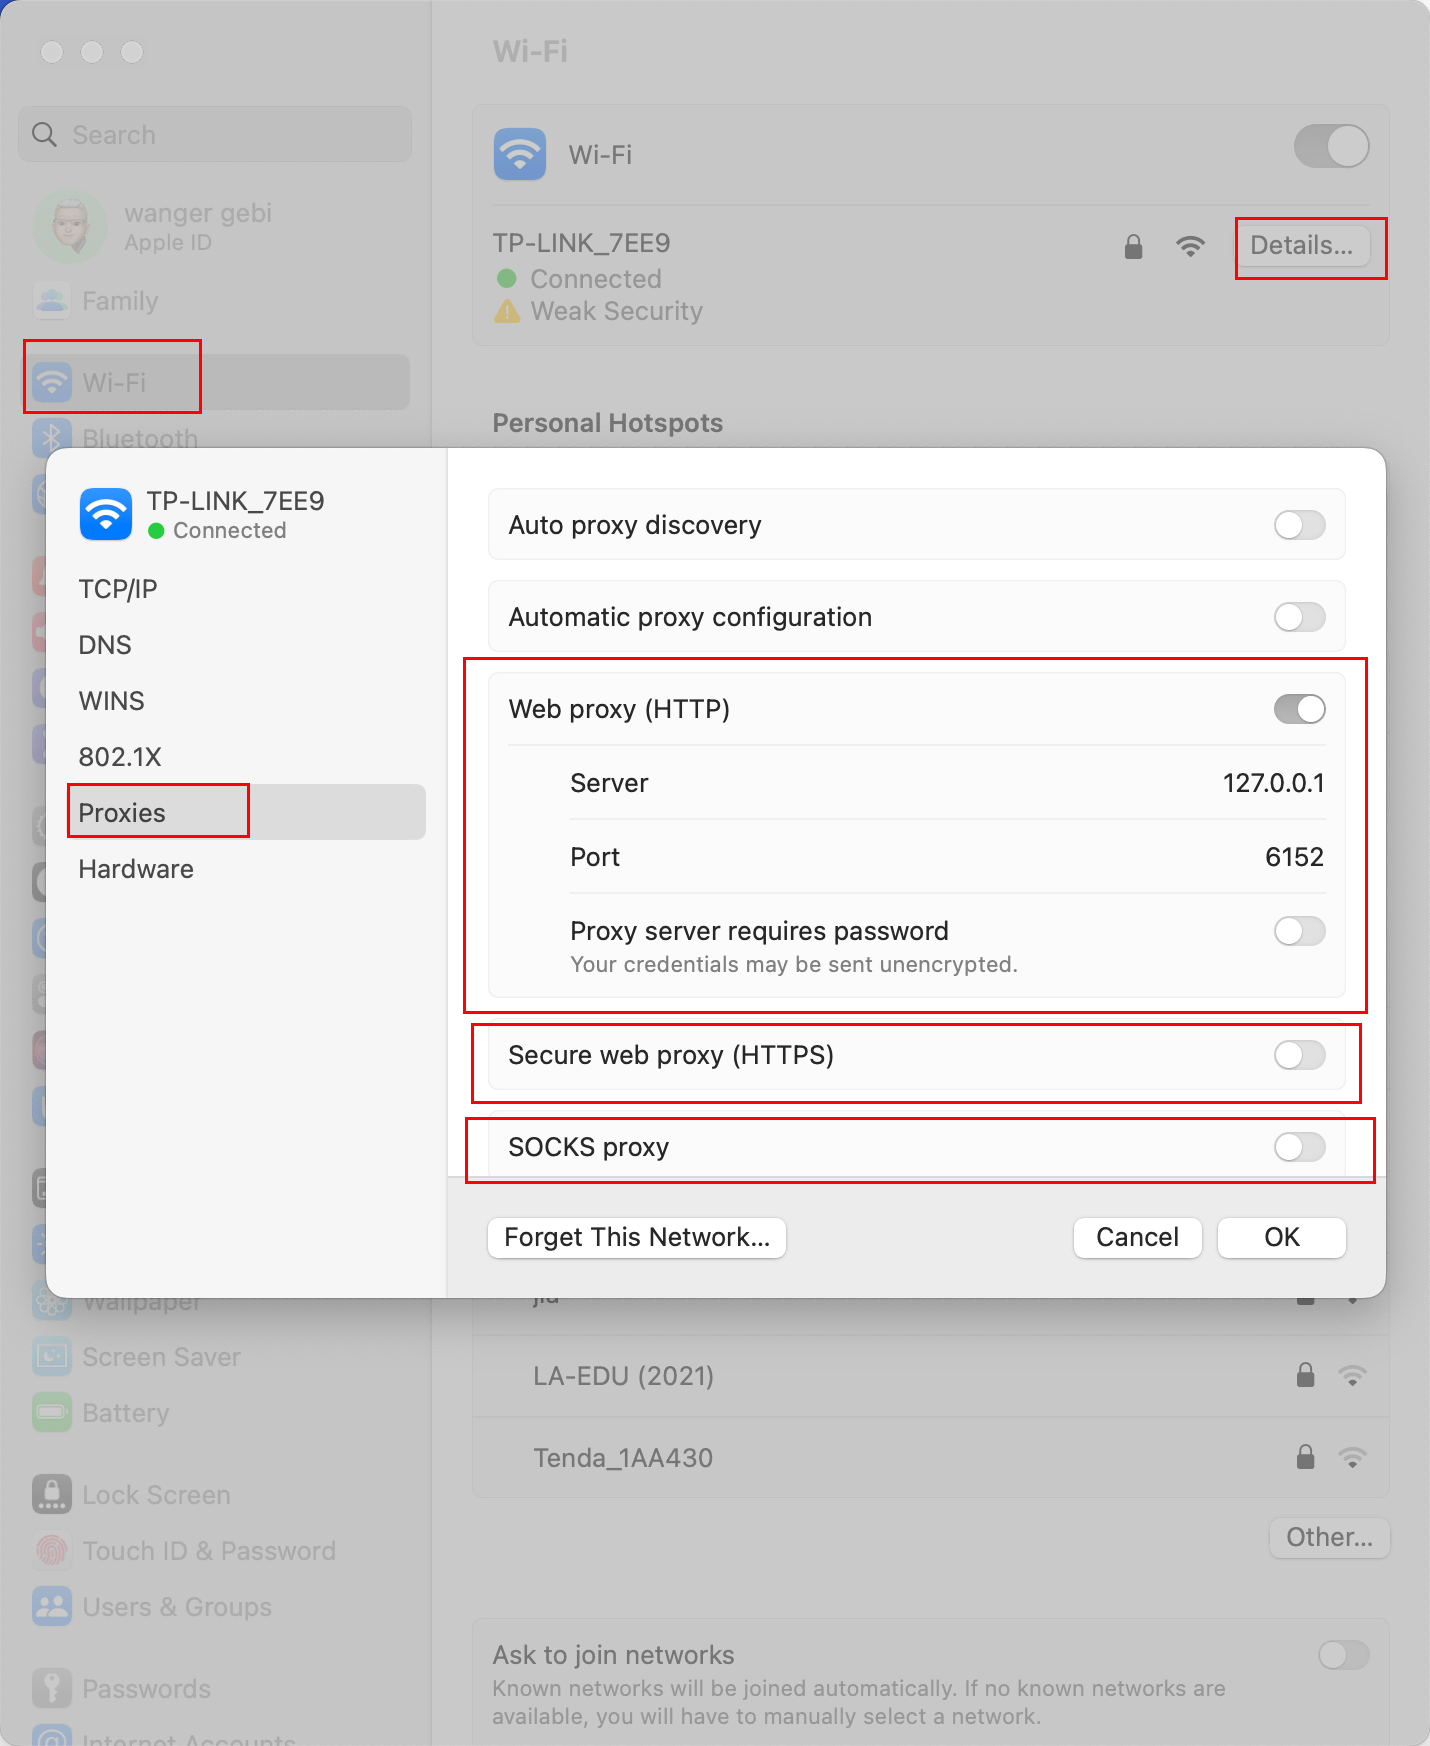 Wi-Fi
Search
wanger gebi
Apple ID
Family
Wi-Fi
Bluetooth
Wi-Fi
TP-LINK_7EE9
Connected
Weak Security
Details...
Personal Hotspots
TP-LINK_7EE9
Connected
TCP/IP
DNS
WINS
802.1X
Proxies
Hardware
Auto proxy discovery
Automatic proxy configuration
Web proxy (HTTP)
Server 127.0.0.1
Port 6152
Proxy server requires password
Your credentials may be sent unencrypted.
Secure web proxy (HTTPS)
SOCKS proxy
Forget This Network...
Cancel
OK
Wallpaper
Screen Saver
Battery
Lock Screen
Touch ID & Password
Users & Groups
Passwords
Internet Accounts
LA-EDU (2021)
Tenda_1AA430
Other...
Ask to join networks
Known networks will be joined automatically. If no known networks are
available, you will have to manually select a network.